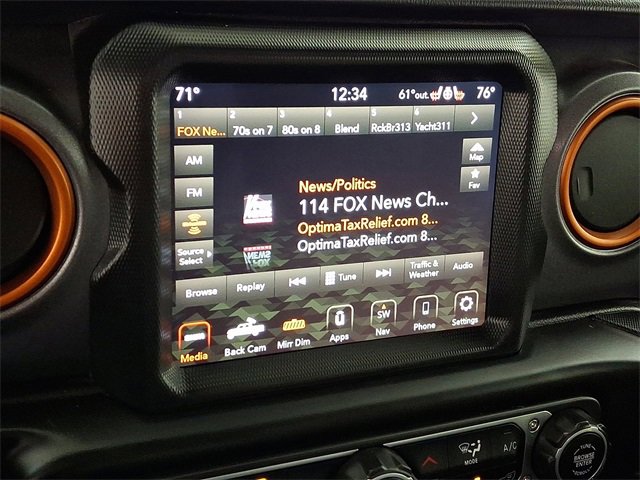 71° 12:34 61°out. 76°
1 2 3 4 5 6
FOX Ne... 70s on 7 80s on 8 Blend RckBr313 Yacht311
AM
FM
Source
Select
Map
Fav
News/Politics
114 FOX News Ch...
OptimaTaxRelief.com 8...
OptimaTaxRelief.com 8...
NEWS
Browse Replay Tune Traffic &
Weather Audio
Media Back Cam Mirr Dim Apps SW
Nav Phone Settings
MODE A/C
TUNE
BROWSE
ENTER